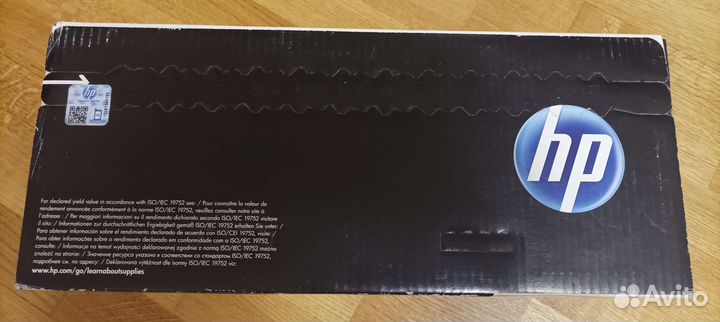 hp
hp
For declared yield value in accordance with ISO/IEC 19752 see: / Pour connaître la valeur de
rendement annoncée conformément à la norme ISO/IEC 19752, veuillez consulter notre site à
l'adresse : / Per maggiori informazioni su il rendimento dichiarato secondo ISO/IEC 19752 visitare
il sito: / Informationen zur durchschnittlichen Ergiebigkeit gemäß ISO/IEC 19752 erhalten Sie unter: /
Para obtener información sobre el rendimiento declarado de acuerdo con ISO/CEI 19752, visite: /
Para obter informações sobre o rendimento declarado em conformidade com a ISO/IEC 19752,
consulte: / Informacje na temat wydajności deklarowanej zgodnie z normą ISO/IEC 19752 można
znaleźć na stronie: / Значение ресурса указано в соответствии со стандартом ISO/IEC 19752,
подробнее см. по адресу: / Deklarovaná výtěžnost dle normy ISO/IEC 19752 viz:
www.hp.com/go/learnaboutsupplies
Avito